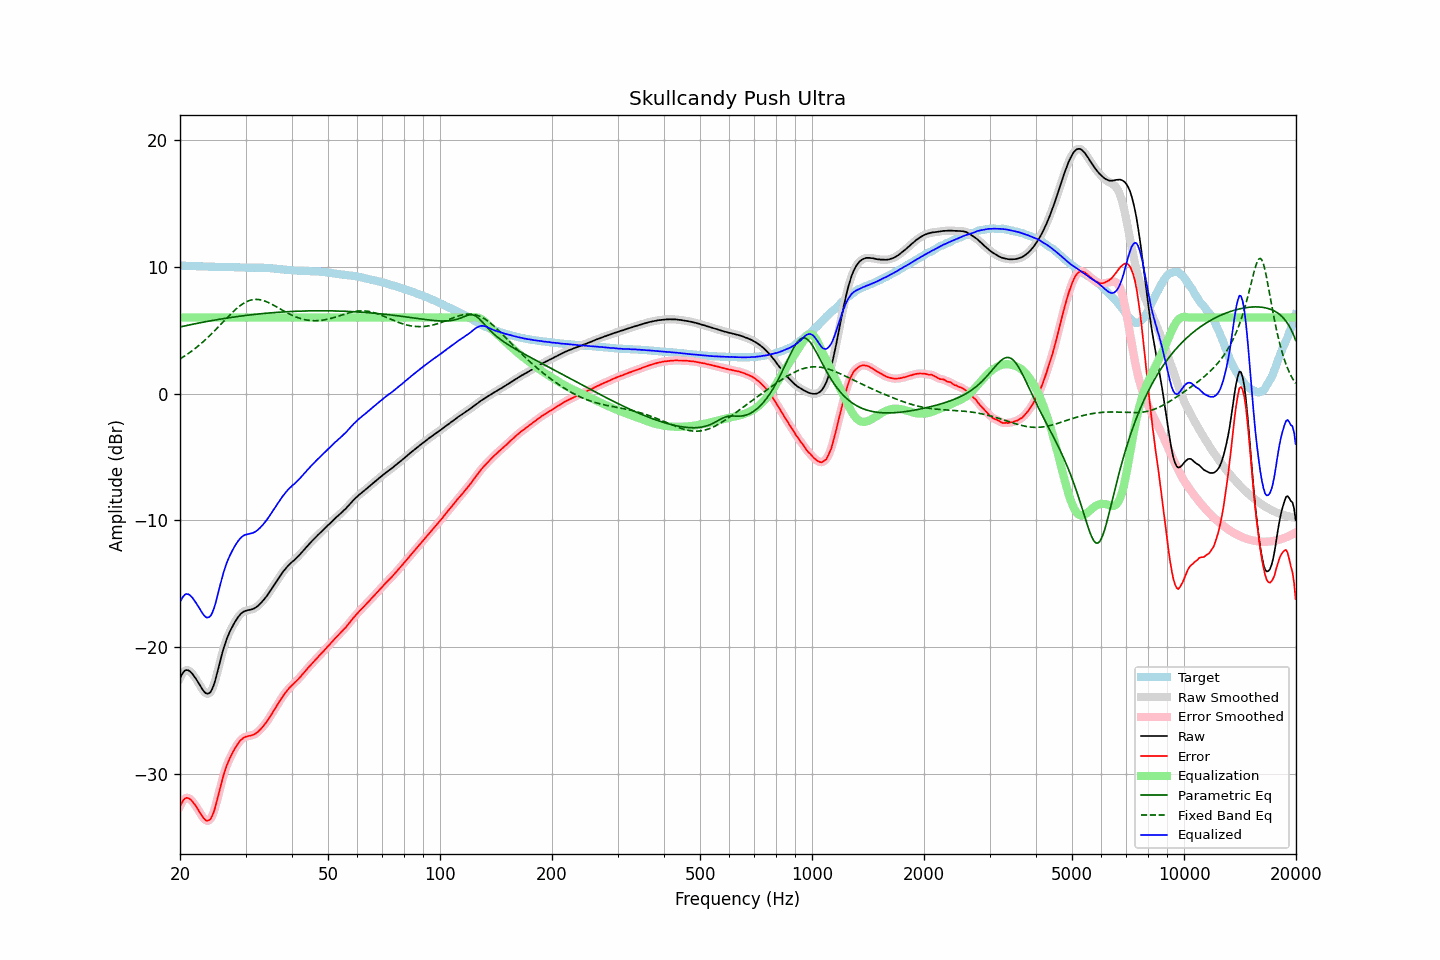 Skullcandy Push Ultra
20
10
0
−10
−20
−30
Amplitude (dBr)
20
50
100
200
500
1000
2000
5000
10000
20000
Frequency (Hz)
Target
Raw Smoothed
Error Smoothed
Raw
Error
Equalization
Parametric Eq
Fixed Band Eq
Equalized